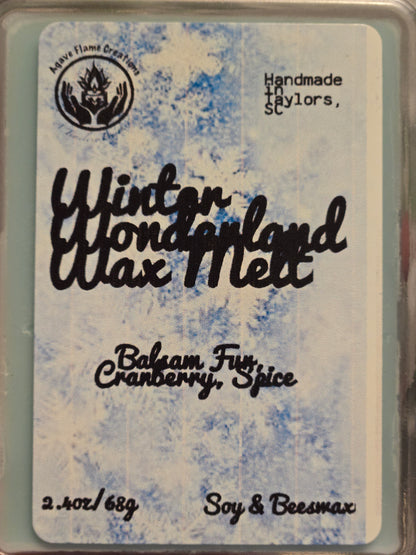 Agave Flame Creations
Handmade
in
Taylors,
SC
Winter
Wonderland
Wax Melt
Balsam Fur,
Cranberry, Spice
2.4oz/68g
Soy & Beeswax